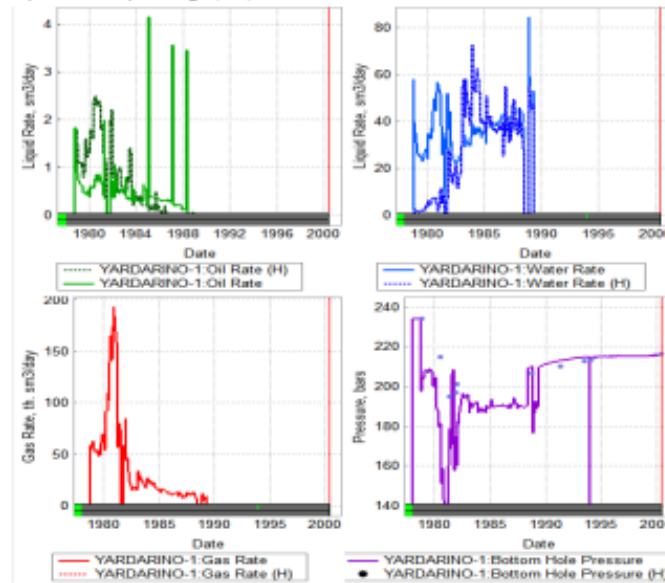 4
3
2
1
0
Liquid Rate, sm3/day
1980 1984 1988 1992 1996 2000
Date
YARDARINO-1:Oil Rate (H)
YARDARINO-1:Oil Rate
80
60
40
20
0
Liquid Rate, sm3/day
1980 1985 1990 1995 2000
Date
YARDARINO-1:Water Rate
YARDARINO-1:Water Rate (H)
200
150
100
50
0
Gas Rate, th. sm3/day
1980 1985 1990 1995 2000
Date
YARDARINO-1:Gas Rate
YARDARINO-1:Gas Rate (H)
240
220
200
180
160
140
Pressure, bars
1980 1985 1990 1995 2000
Date
YARDARINO-1:Bottom Hole Pressure
YARDARINO-1:Bottom Hole Pressure (H